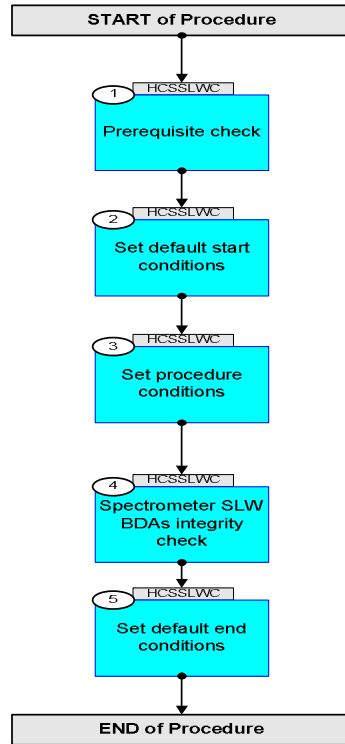 START of Procedure
HCSSLWC
1
Prerequisite check
HCSSLWC
2
Set default start
conditions
HCSSLWC
3
Set procedure
conditions
HCSSLWC
4
Spectrometer SLW
BDAs integrity
check
HCSSLWC
5
Set default end
conditions
END of Procedure